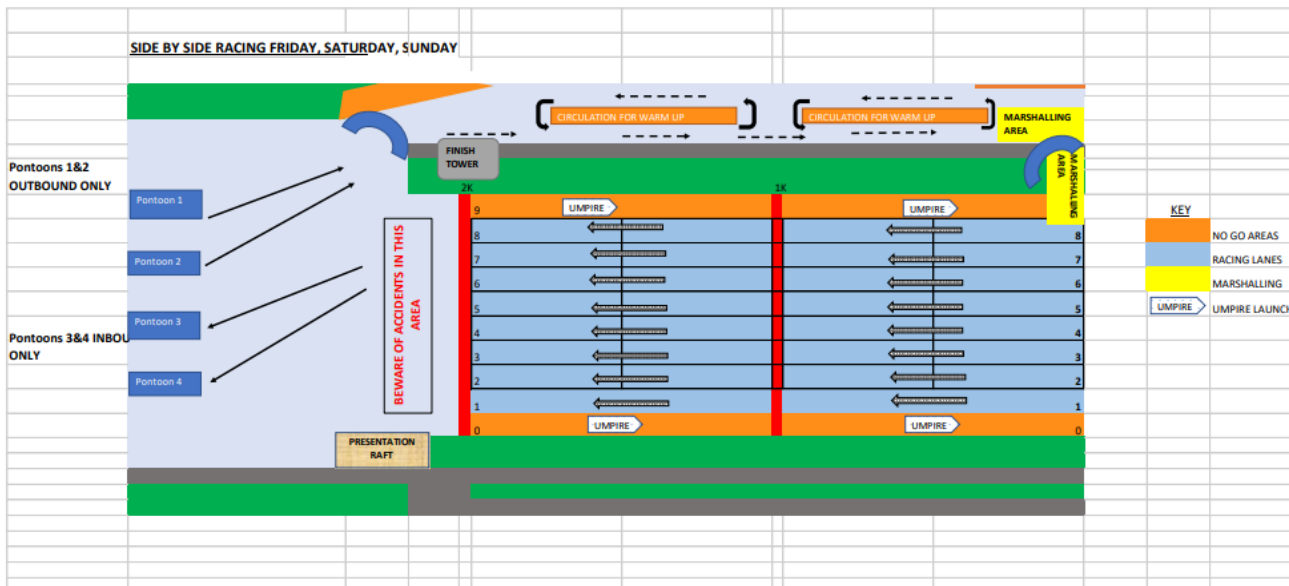 SIDE BY SIDE RACING FRIDAY, SATURDAY, SUNDAY
CIRCULATION FOR WARM UP
CIRCULATION FOR WARM UP
MARSHALLING
AREA
FINISH
TOWER
MARSHALLING
AREA
Pontoons 1&2
OUTBOUND ONLY
2K
1K
Pontoon 1
9
UMPIRE
UMPIRE
KEY
8
8
NO GO AREAS
Pontoon 2
7
7
RACING LANES
6
6
MARSHALLING
5
5
UMPIRE
UMPIRE LAUNCH
Pontoon 3
BEWARE OF ACCIDENTS IN THIS
AREA
Pontoons 3&4 INBOU
ONLY
4
4
3
3
Pontoon 4
2
2
1
1
0
UMPIRE
UMPIRE
0
PRESENTATION
RAFT